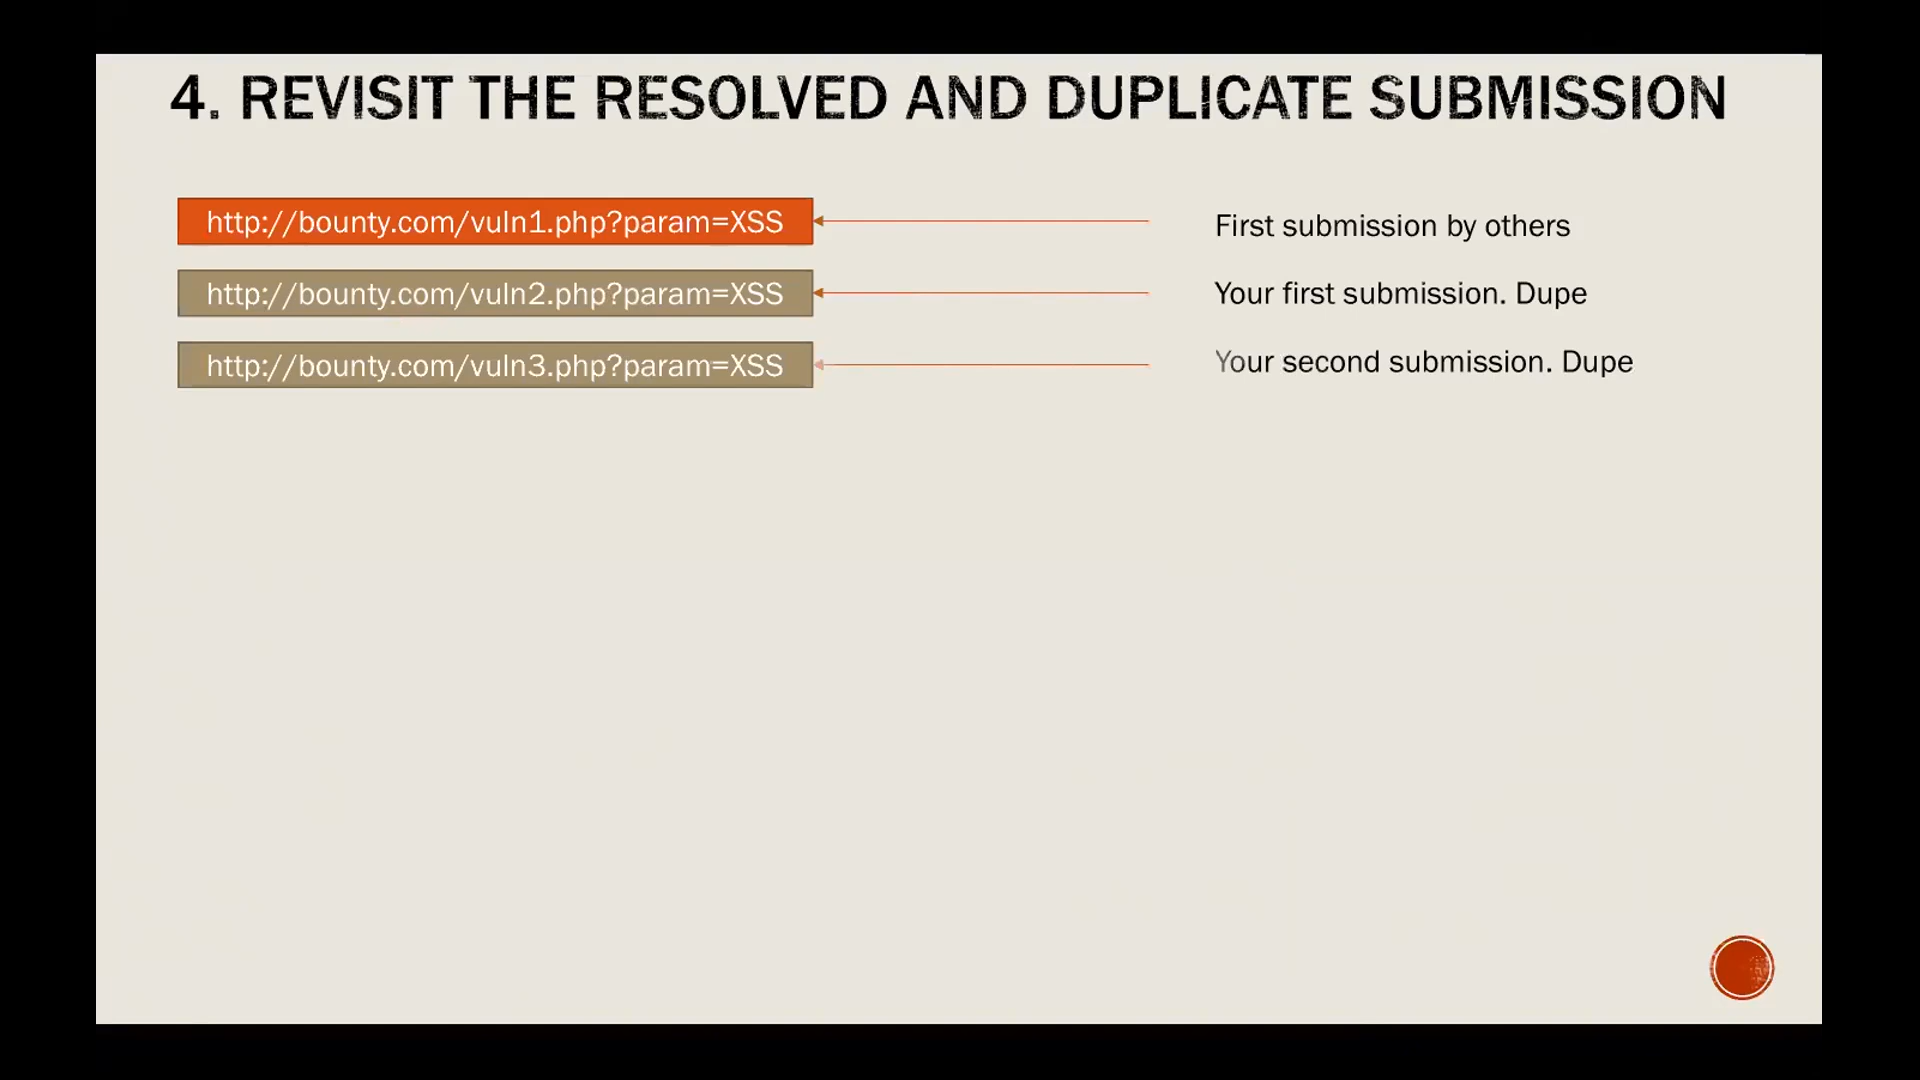 4. REVISIT THE RESOLVED AND DUPLICATE SUBMISSION
http://bounty.com/vuln1.php?param=XSS
First submission by others
http://bounty.com/vuln2.php?param=XSS
Your first submission. Dupe
http://bounty.com/vuln3.php?param=XSS
Your second submission. Dupe